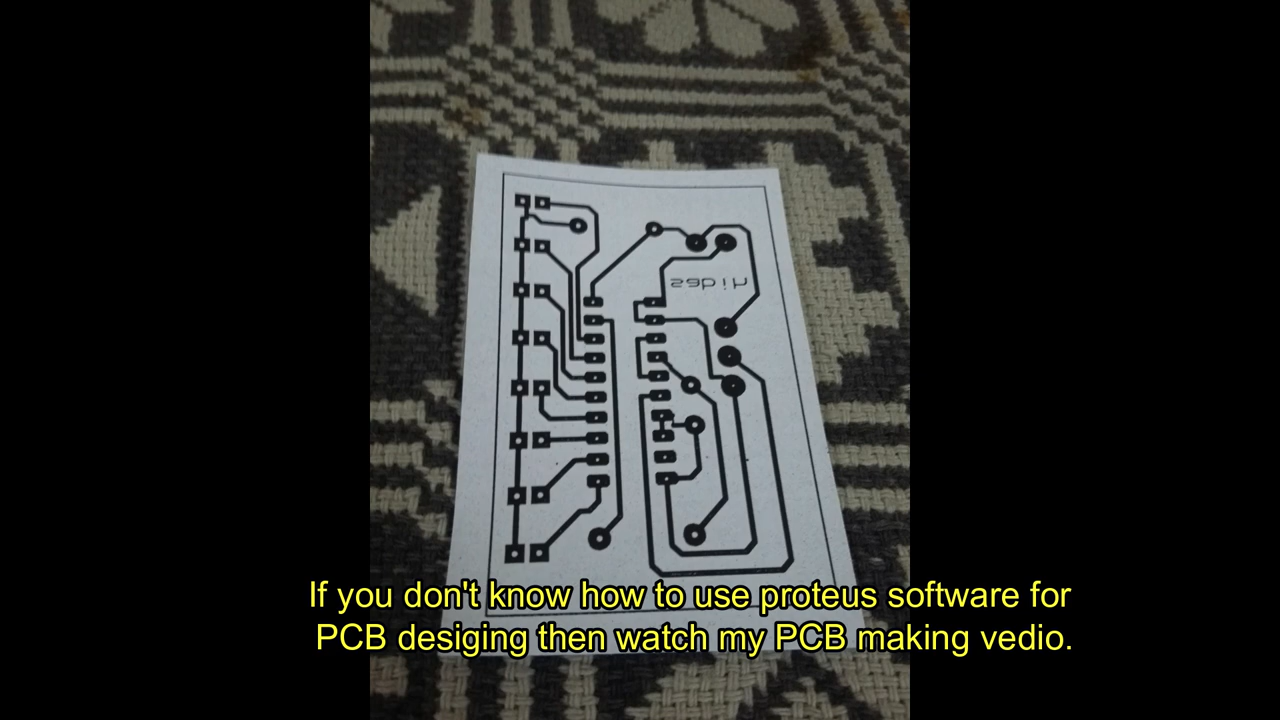 If you don't know how to use proteus software for
PCB desiging then watch my PCB making vedio.